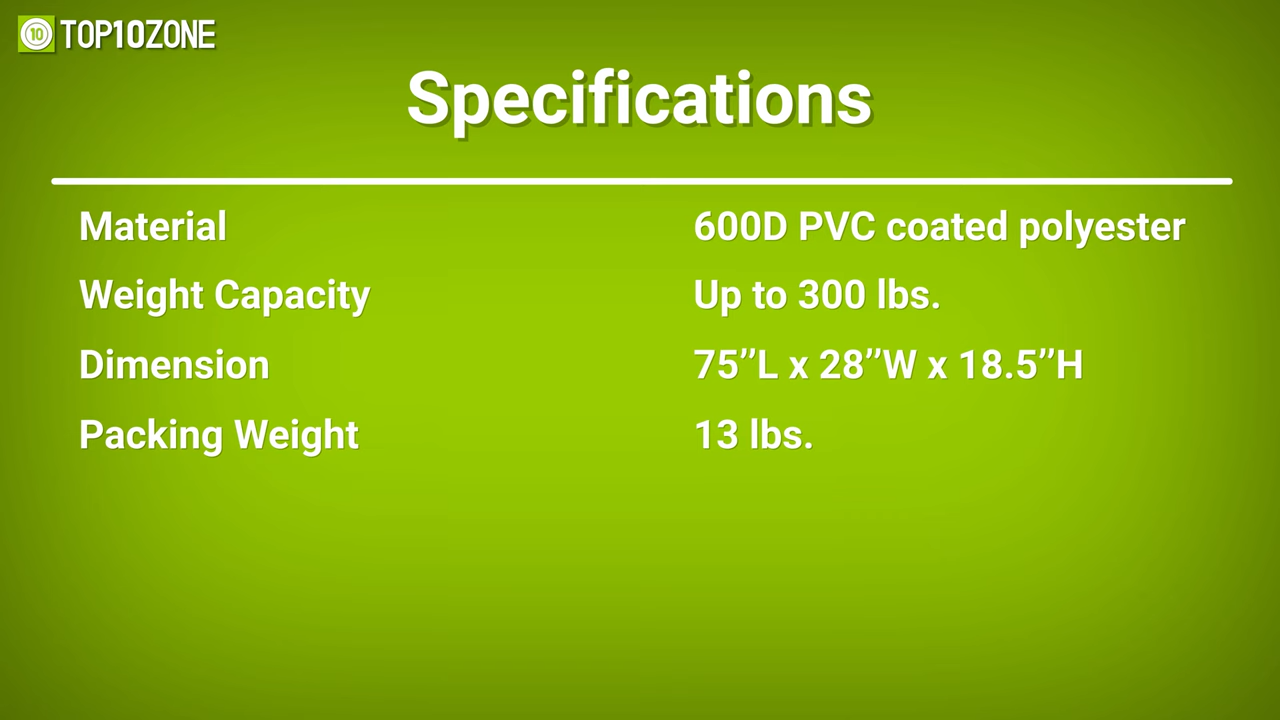 10 TOP10ZONE
Specifications
Material 600D PVC coated polyester
Weight Capacity Up to 300 lbs.
Dimension 75’’L x 28’’W x 18.5’’H
Packing Weight 13 lbs.